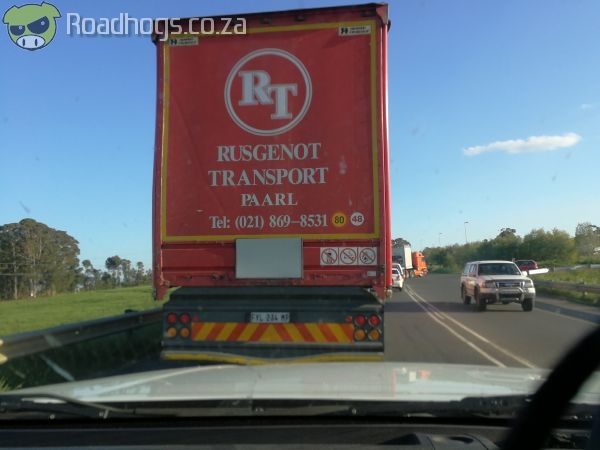 Roadhogs.co.za
RT
RUSGENOT
TRANSPORT
PAARL
Tel: (021) 869-8531
80
48